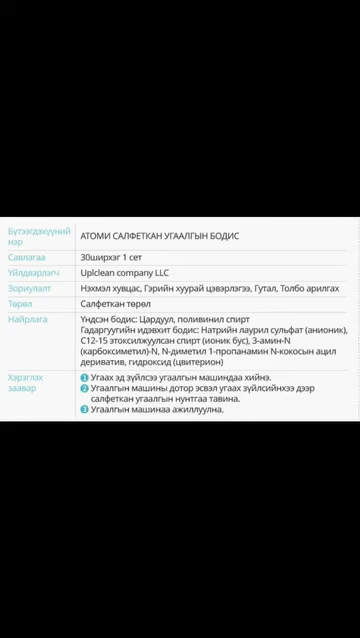 Бүтээгдэхүүний нэр
АТОМИ САЛФЕТКАН УГААЛГЫН БОДИС
Савлагаа
30ширхэг 1 сет
Үйлдвэрлэгч
Uplclean company LLC
Зориулалт
Нэхмэл хувцас, Гэрийн хуурай цэвэрлэгээ, Гутал, Толбо арилгах
Төрөл
Салфеткан төрөл
Найрлага
Үндсэн бодис: Цардуул, поливинил спирт
Гадаргуугийн идэвхит бодис: Натрийн лаурил сульфат (анионик),
C12-15 этоксилжуулсан спирт (ионик бус), 3-амин-N
(карбоксиметил)-N, N-диметил 1-пропанамин N-кокосын ацил
дериватив, гидроксид (цвитерион)
Хэрэглэх заавар
1 Угаах эд зүйлсээ угаалгын машиндаа хийнэ.
2 Угаалгын машины дотор эсвэл угаах зүйлсийнхээ дээр
салфеткан угаалгын нунтгаа тавина.
3 Угаалгын машинаа ажиллуулна.